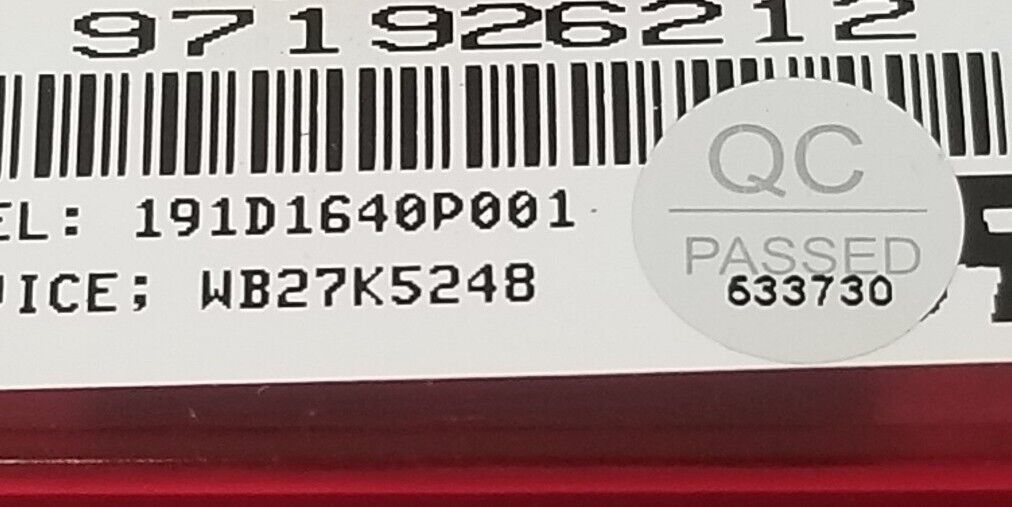 971926212
EL: 191D1640P001
ICE; WB27K5248
QC
PASSED
633730